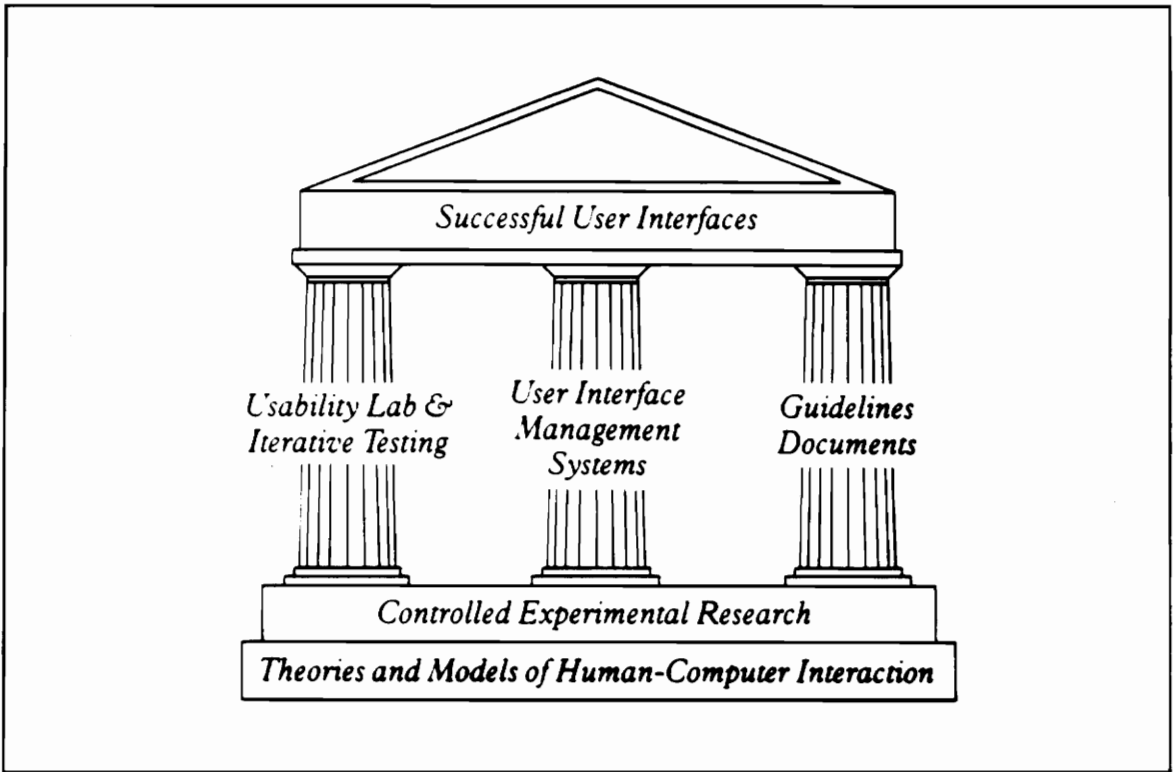 Successful User Interfaces
Usability Lab &
Iterative Testing
User Interface
Management
Systems
Guidelines
Documents
Controlled Experimental Research
Theories and Models of Human-Computer Interaction